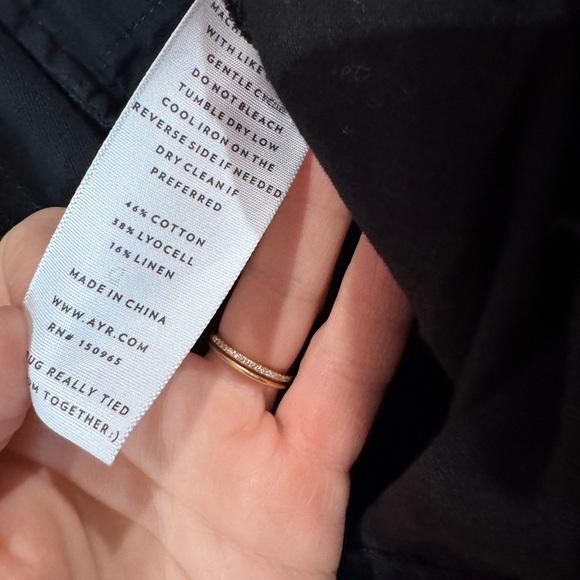 WITH LIKE
GENTLE
DO NOT BLEACH
TUMBLE DRY LOW
COOL IRON ON THE
REVERSE SIDE IF NEEDED
DRY CLEAN IF
PREFERRED
46% COTTON
38% LYOCELL
16% LINEN
MADE IN CHINA
WWW.AYR.COM
RN# 150965
REALLY TIED
TOGETHER:)